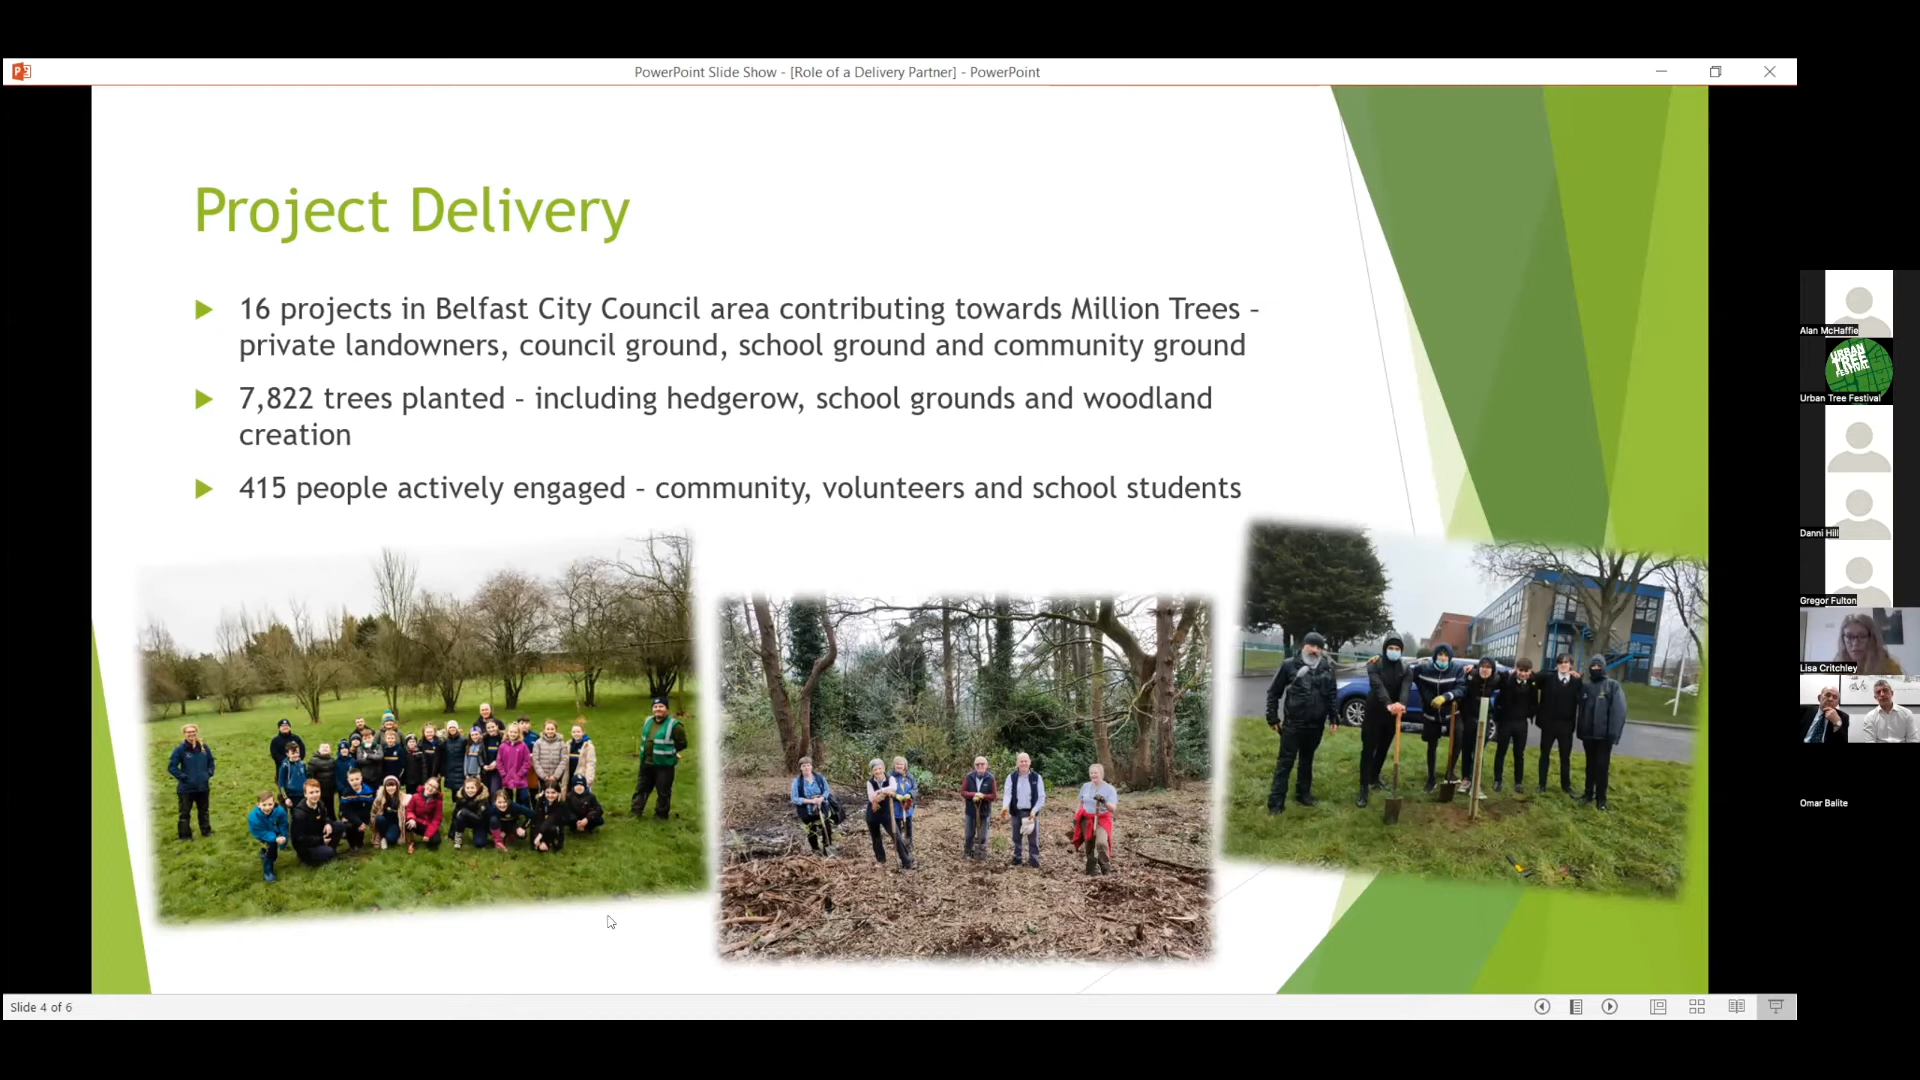 PowerPoint Slide Show - [Role of a Delivery Partner] - PowerPoint
Project Delivery
16 projects in Belfast City Council area contributing towards Million Trees –
private landowners, council ground, school ground and community ground
7,822 trees planted – including hedgerow, school grounds and woodland
creation
415 people actively engaged – community, volunteers and school students
Alan McHaffie
URBAN
TREE
FESTIVAL
Urban Tree Festival
Danni Hill
Gregor Fulton
Lisa Critchley
Omar Balite
Slide 4 of 6